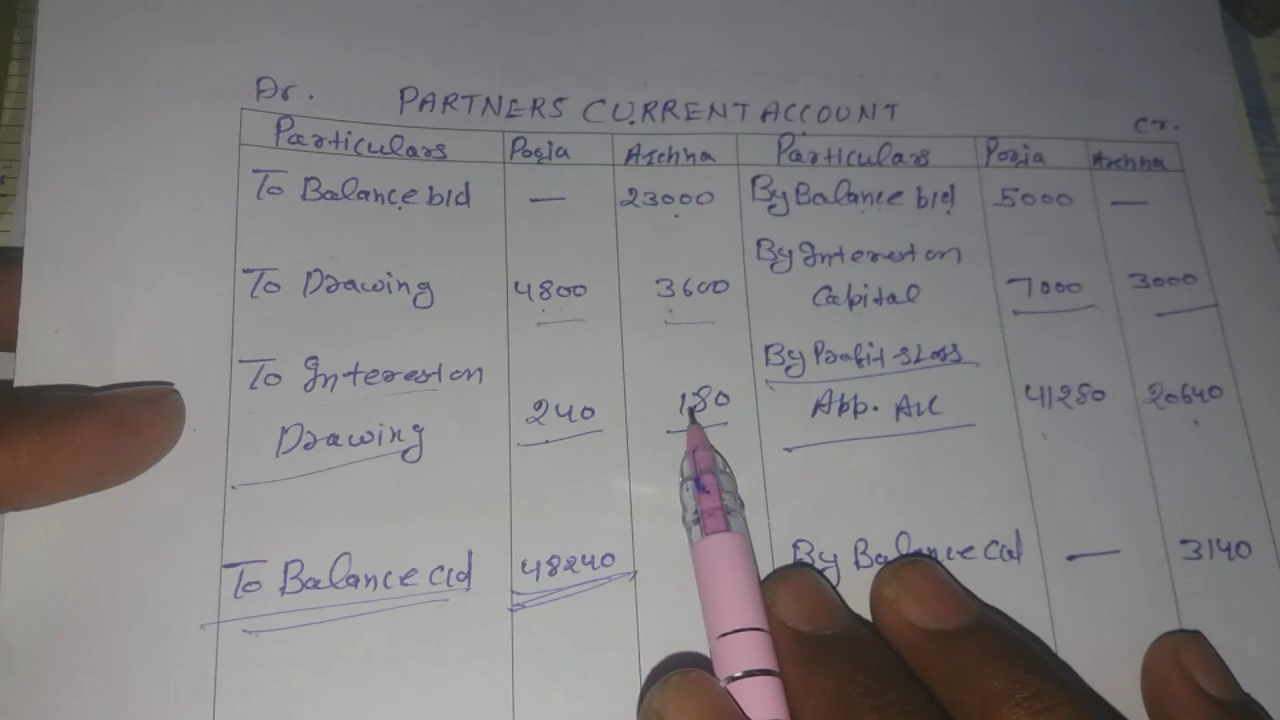 Dr. PARTNERS CURRENT ACCOUNT Cr.
Particulars Pooja Archna Particulars Pooja Archna
To Balance b/d — 23000 By Balance b/d 5000 —
By Interest on
To Drawing 4800 3600 Capital 7000 3000
By Profit & Loss
To Interest on
240 180 App. A/c 41280 20640
Drawing
To Balance c/d 48240 By Balance c/d — 3140